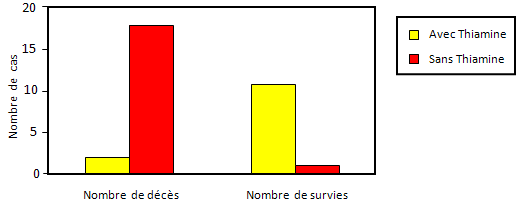 20
15
10
5
0
Nombre de cas
Nombre de décès
Nombre de survies
Avec Thiamine
Sans Thiamine